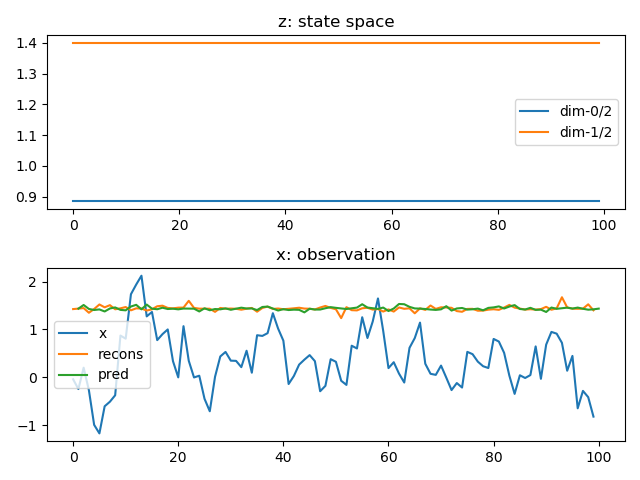 z: state space
1.4
1.3
1.2
1.1
1.0
0.9
dim-0/2
dim-1/2
0 20 40 60 80 100
x: observation
2
1
0
−1
x
recons
pred
0 20 40 60 80 100